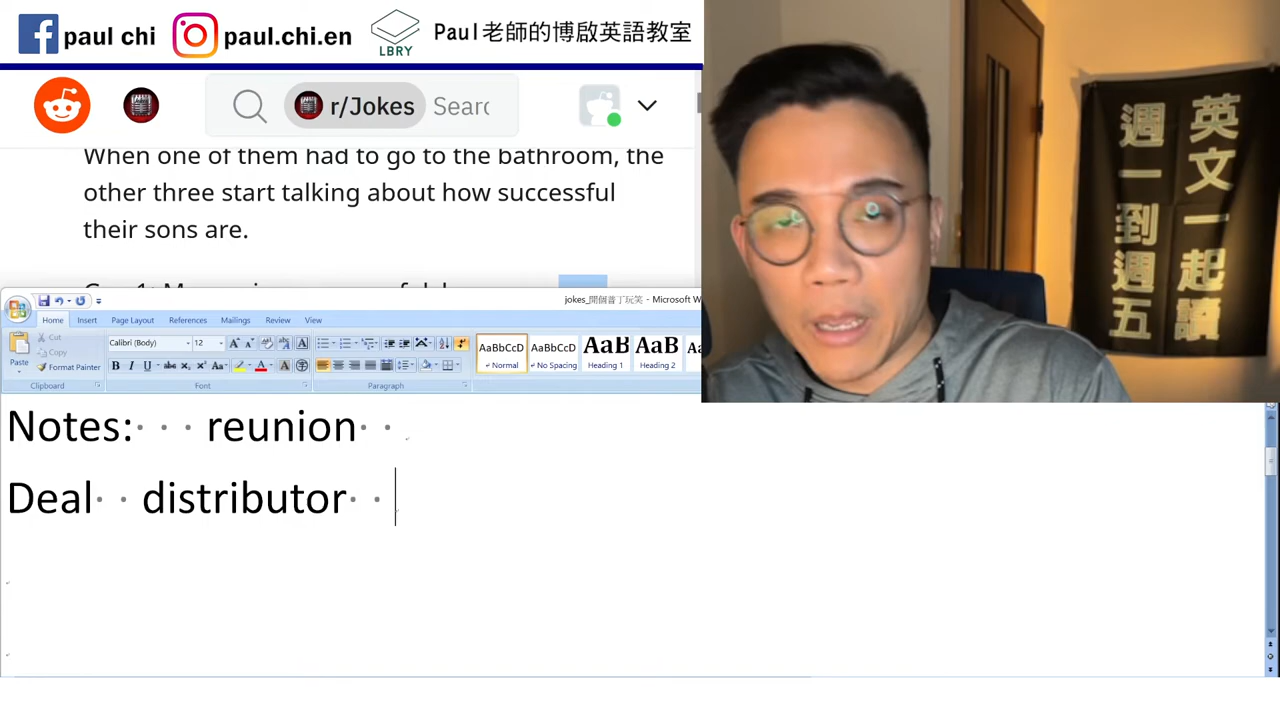 paul chi
paul.chi.en
LBRY
Paul老師的博啟英語教室
r/Jokes
Searc
When one of them had to go to the bathroom, the
other three start talking about how successful
their sons are.
jokes_開個普丁玩笑 - Microsoft W
Home Insert Page Layout References Mailings Review View
Paste
Cut
Copy
Format Painter
Calibri (Body) 12
AaBbCcD
Normal
AaBbCcD
No Spacing
AaB
Heading 1
AaB
Heading 2
Clipboard
Font
Paragraph
Notes: reunion
Deal distributor
英文一起讀
週一到週五